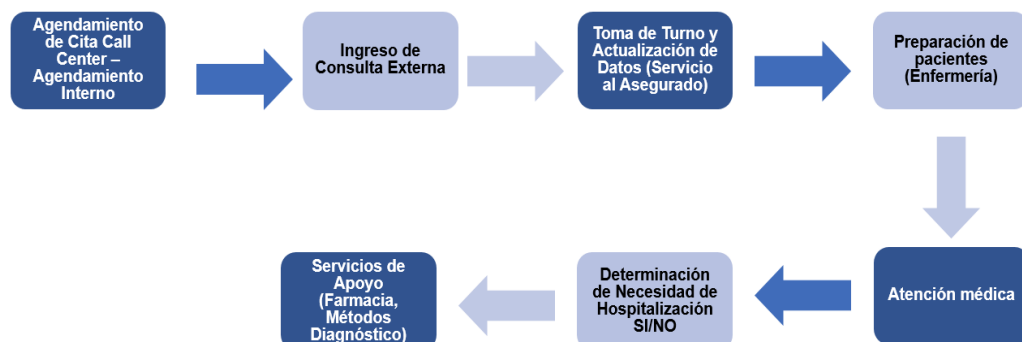 Agendamiento
de Cita Call
Center –
Agendamiento
Interno
Ingreso de
Consulta Externa
Toma de Turno y
Actualización de
Datos (Servicio
al Asegurado)
Preparación de
pacientes
(Enfermería)
Atención médica
Determinación
de Necesidad de
Hospitalización
SI/NO
Servicios de
Apoyo
(Farmacia,
Métodos
Diagnóstico)